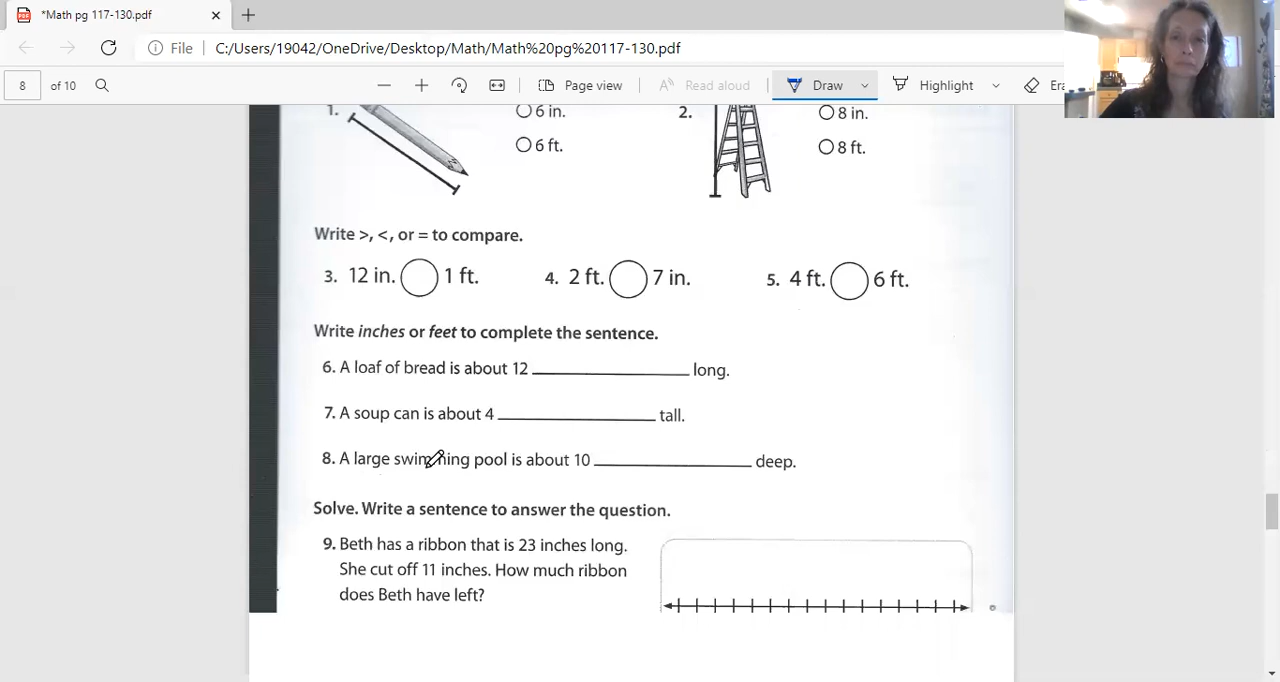 *Math pg 117-130.pdf
File C:/Users/19042/OneDrive/Desktop/Math/Math%20pg%20117-130.pdf
8 of 10 Page view Read aloud Draw Highlight Era
1. 6 in. 2. 8 in.
6 ft. 8 ft.
Write >, <, or = to compare.
3. 12 in. 1 ft. 4. 2 ft. 7 in. 5. 4 ft. 6 ft.
Write inches or feet to complete the sentence.
6. A loaf of bread is about 12 long.
7. A soup can is about 4 tall.
8. A large swimming pool is about 10 deep.
Solve. Write a sentence to answer the question.
9. Beth has a ribbon that is 23 inches long.
She cut off 11 inches. How much ribbon
does Beth have left?